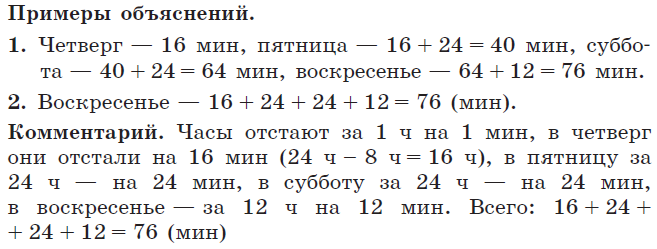 Примеры объяснений.
1. Четверг — 16 мин, пятница — 16 + 24 = 40 мин, суббо-
та — 40 + 24 = 64 мин, воскресенье — 64 + 12 = 76 мин.
2. Воскресенье — 16 + 24 + 24 + 12 = 76 (мин).
Комментарий. Часы отстают за 1 ч на 1 мин, в четверг
они отстали на 16 мин (24 ч – 8 ч = 16 ч), в пятницу за
24 ч — на 24 мин, в субботу за 24 ч — на 24 мин,
в воскресенье — за 12 ч на 12 мин. Всего: 16 + 24 +
+ 24 + 12 = 76 (мин)